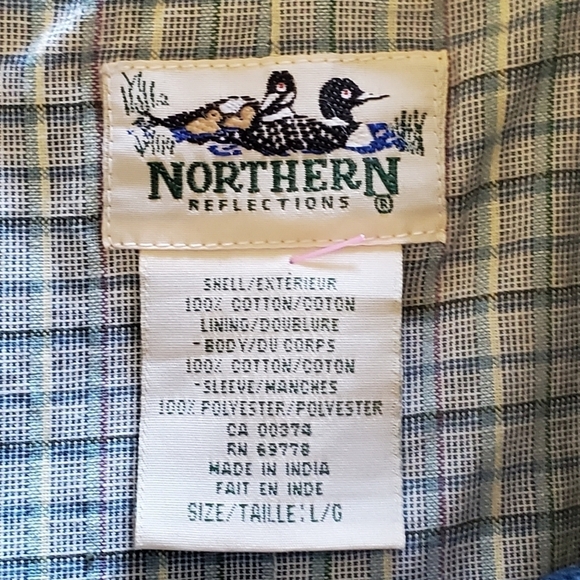 NORTHERN
REFLECTIONS ®
SHELL/EXTÉRIEUR
100% COTTON/COTON
LINING/DOUBLURE
-BODY/DU CORPS
100% COTTON/COTON
-SLEEVE/MANCHES
100% POLYESTER/POLYESTER
CA 00374
RN 69778
MADE IN INDIA
FAIT EN INDE
SIZE/TAILLE:L/G